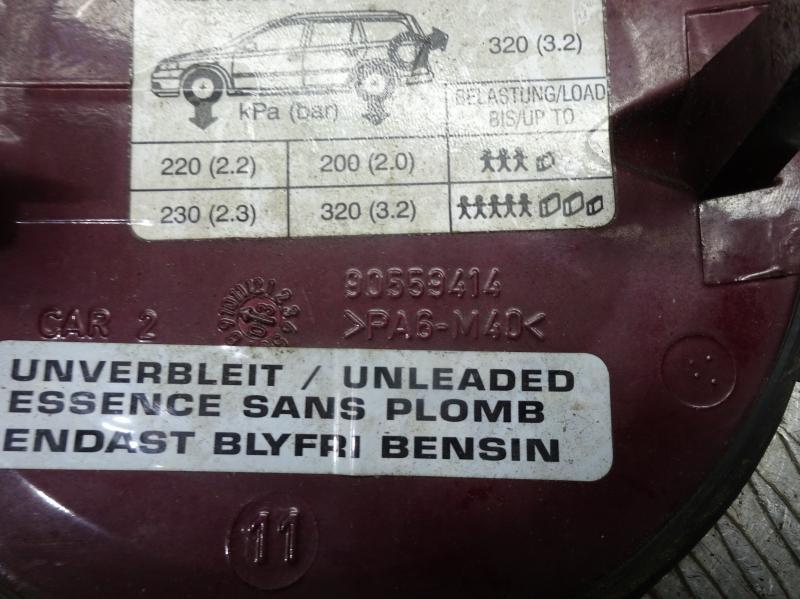 320 (3.2)
kPa (bar)
BELASTUNG/LOAD
BIS/UP TO
220 (2.2) 200 (2.0)
230 (2.3) 320 (3.2)
90559414
CAR 2 >PA6-M40<
UNVERBLEIT / UNLEADED
ESSENCE SANS PLOMB
ENDAST BLYFRI BENSIN
11